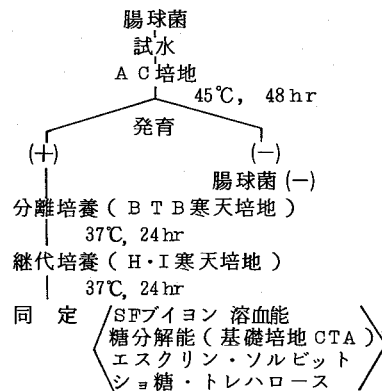 腸球菌
試水
AC培地
45℃, 48hr
発育
(+) (-)
腸球菌(-)
分離培養(BTB寒天培地)
37℃, 24hr
継代培養(H・I寒天培地)
37℃, 24hr
同定 SFブイヨン 溶血能
糖分解能(基礎培地CTA)
エスクリン・ソルビット
ショ糖・トレハロース